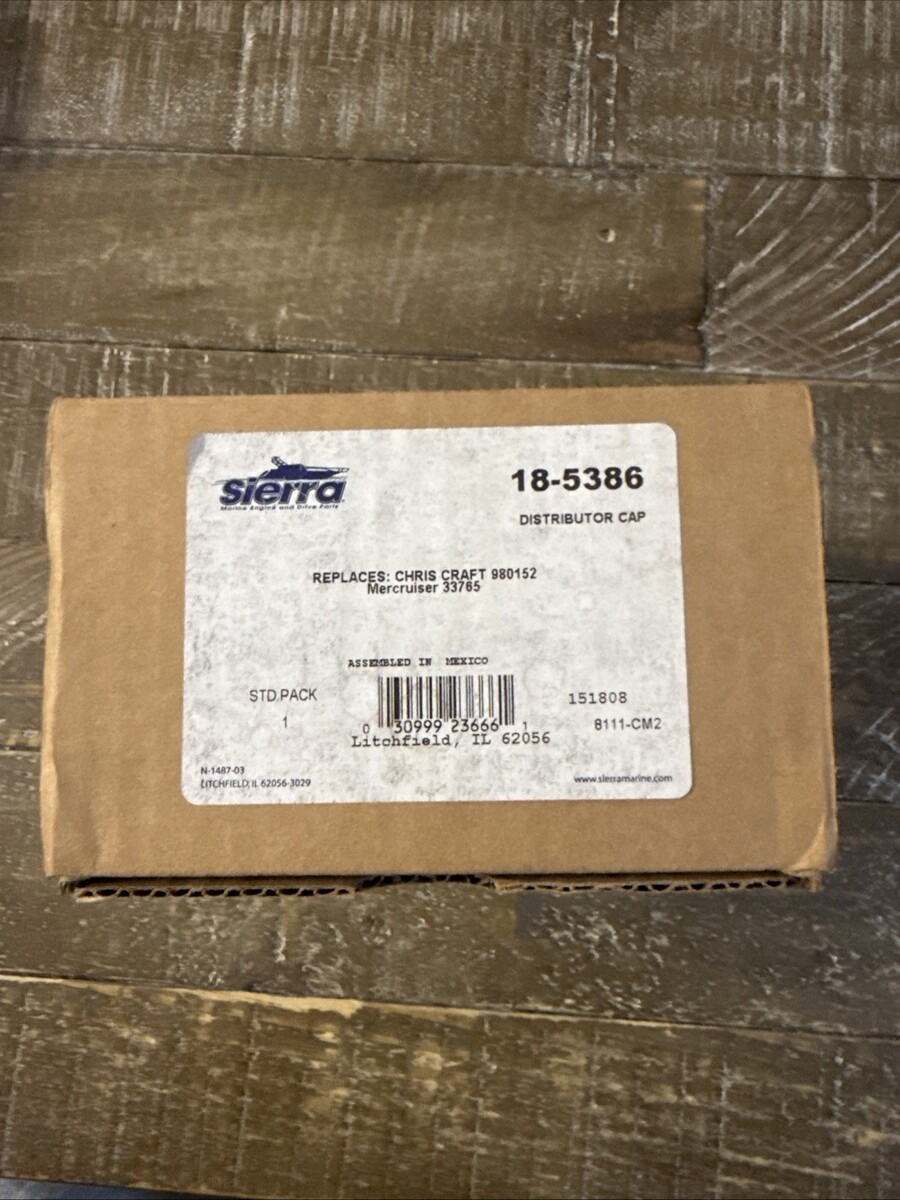 sierra
Marine Engine and Drive Parts
18-5386
DISTRIBUTOR CAP
REPLACES: CHRIS CRAFT 980152
Mercruiser 33765
ASSEMBLED IN MEXICO
STD.PACK
1
0 30999 23666 1
Litchfield, IL 62056
151808
8111-CM2
N-1487-03
LITCHFIELD, IL 62056-3029
www.sierramarine.com